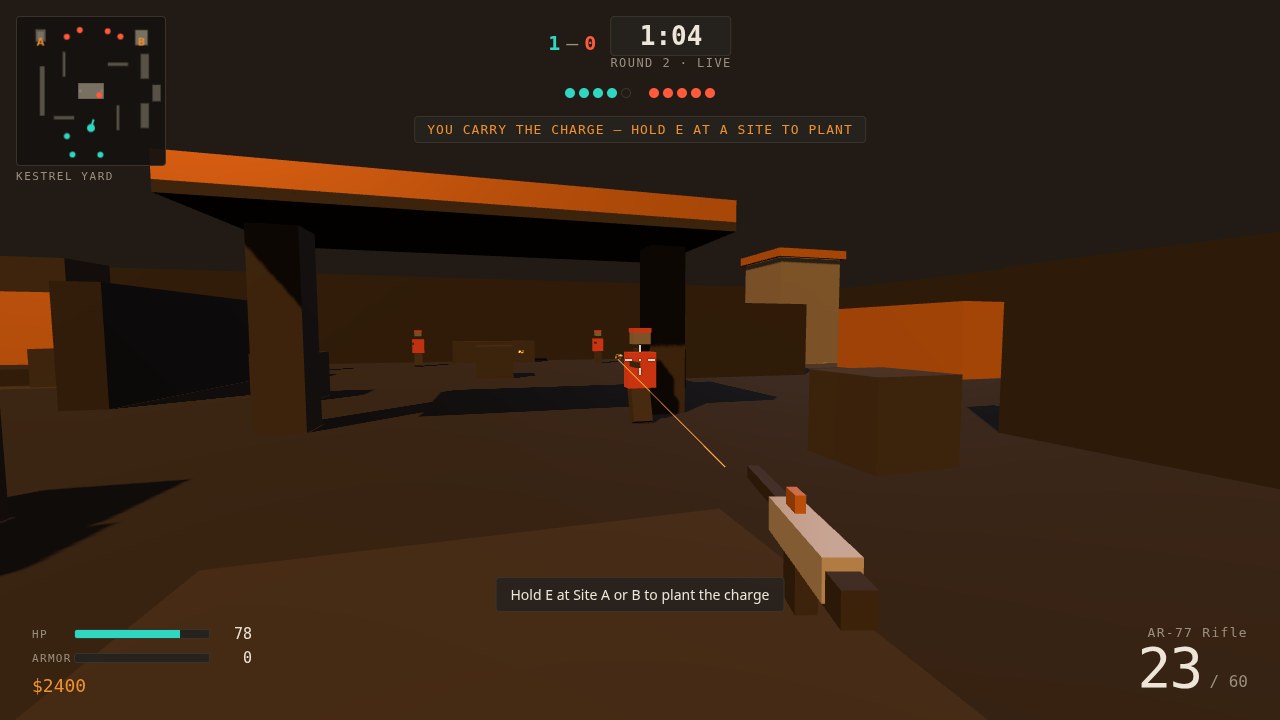 A B
KESTREL YARD
1 — 0 1:04
ROUND 2 · LIVE
YOU CARRY THE CHARGE — HOLD E AT A SITE TO PLANT
Hold E at Site A or B to plant the charge
HP 78
ARMOR 0
$2400
AR-77 Rifle
23 / 60